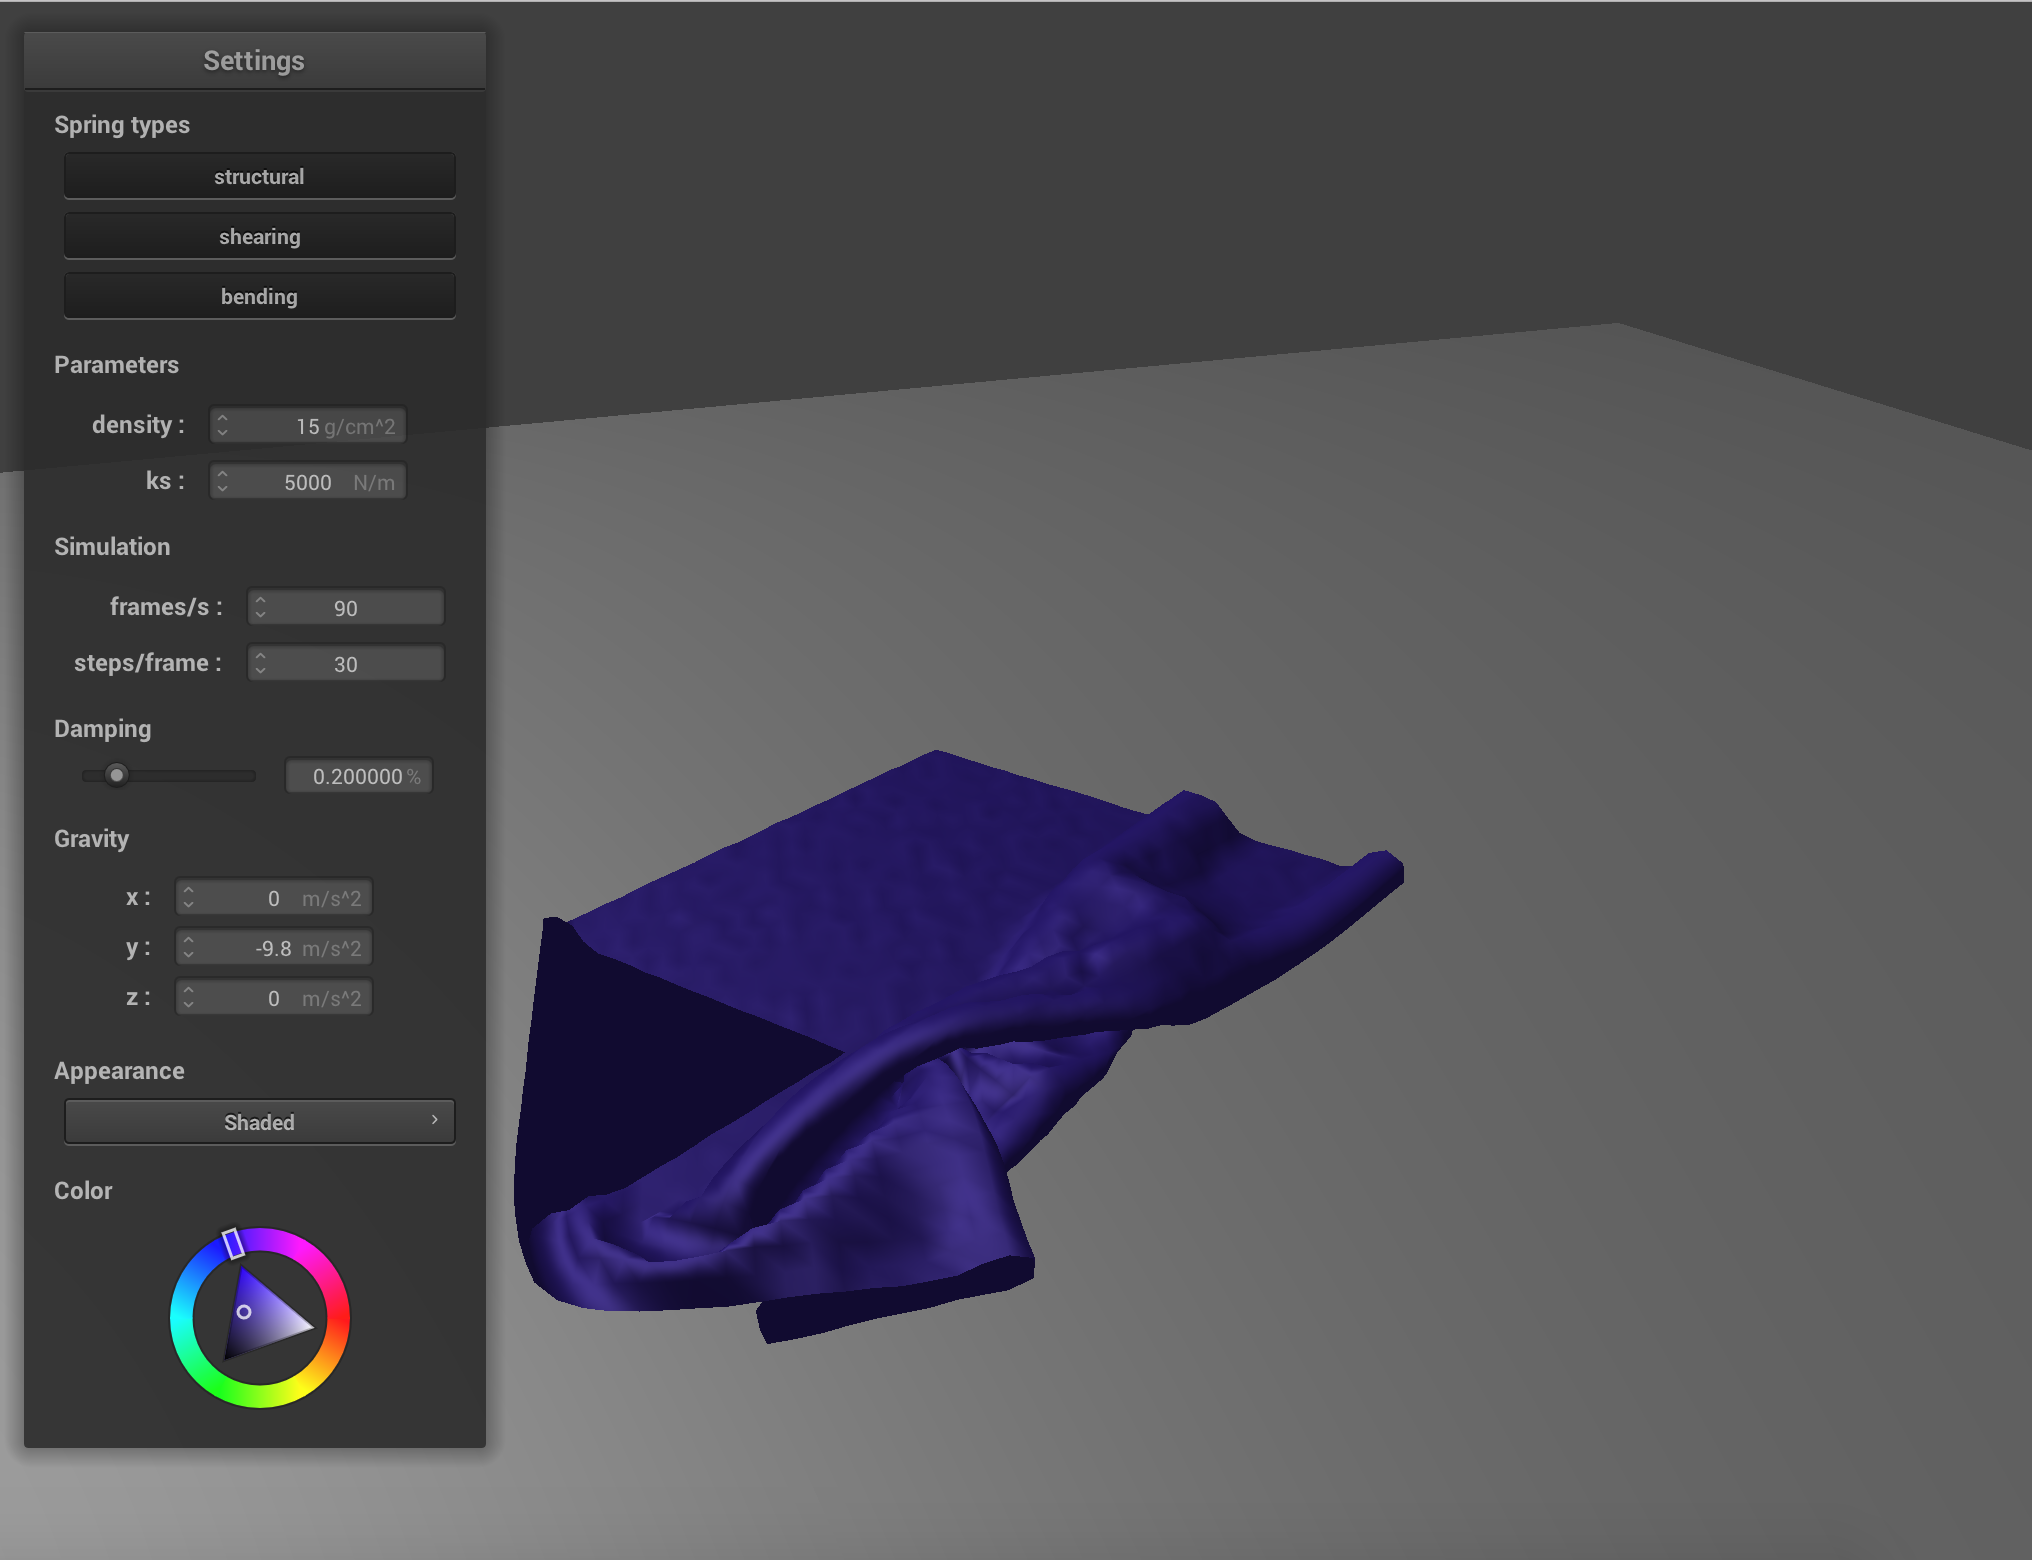 Settings
Spring types
structural
shearing
bending
Parameters
density : 15 g/cm^2
ks : 5000 N/m
Simulation
frames/s : 90
steps/frame : 30
Damping
0.200000 %
Gravity
x : 0 m/s^2
y : -9.8 m/s^2
z : 0 m/s^2
Appearance
Shaded
Color